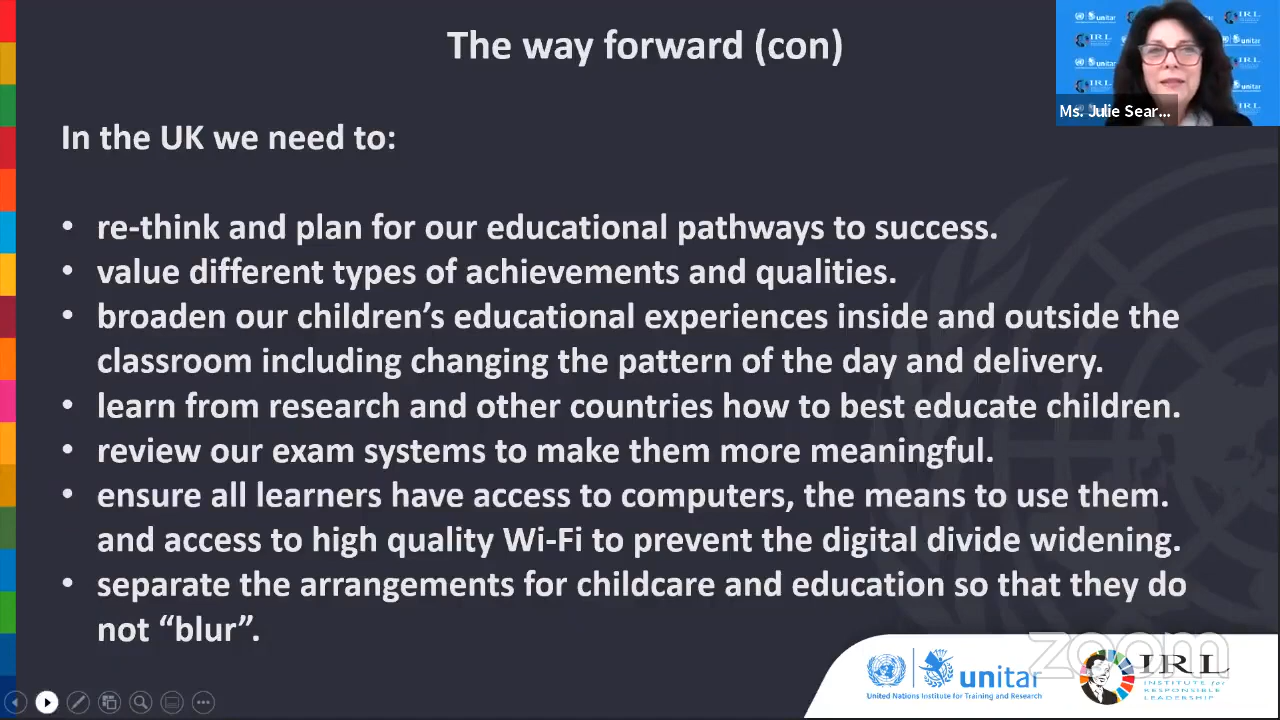 The way forward (con)
Ms. Julie Sear...
In the UK we need to:
• re-think and plan for our educational pathways to success.
• value different types of achievements and qualities.
• broaden our children’s educational experiences inside and outside the
classroom including changing the pattern of the day and delivery.
• learn from research and other countries how to best educate children.
• review our exam systems to make them more meaningful.
• ensure all learners have access to computers, the means to use them.
and access to high quality Wi-Fi to prevent the digital divide widening.
• separate the arrangements for childcare and education so that they do
not “blur”.
zoom
unitar
United Nations Institute for Training and Research
IRL
INSTITUTE for
RESPONSIBLE
LEADERSHIP